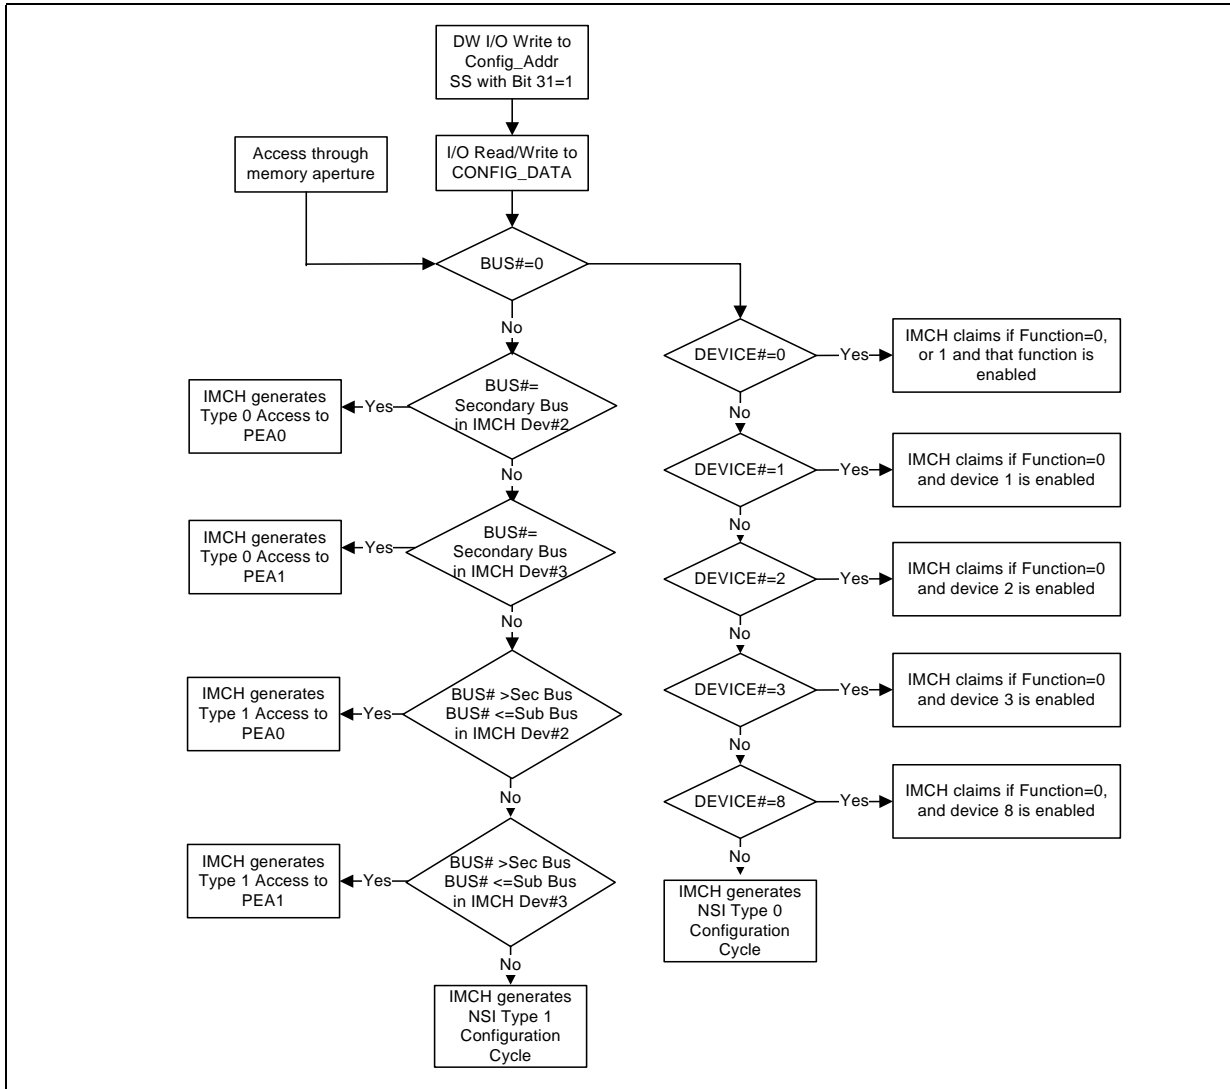 DW I/O Write to
Config_Addr
SS with Bit 31=1
Access through
memory aperture
I/O Read/Write to
CONFIG_DATA
BUS#=0
No
DEVICE#=0
Yes
IMCH claims if Function=0,
or 1 and that function is
enabled
IMCH generates
Type 0 Access to
PEA0
Yes
BUS#=
Secondary Bus
in IMCH Dev#2
No
No
DEVICE#=1
Yes
IMCH claims if Function=0
and device 1 is enabled
IMCH generates
Type 0 Access to
PEA1
Yes
BUS#=
Secondary Bus
in IMCH Dev#3
No
No
DEVICE#=2
Yes
IMCH claims if Function=0
and device 2 is enabled
No
DEVICE#=3
Yes
IMCH claims if Function=0
and device 3 is enabled
IMCH generates
Type 1 Access to
PEA0
Yes
BUS# >Sec Bus
BUS# <=Sub Bus
in IMCH Dev#2
No
No
DEVICE#=8
Yes
IMCH claims if Function=0,
and device 8 is enabled
IMCH generates
Type 1 Access to
PEA1
Yes
BUS# >Sec Bus
BUS# <=Sub Bus
in IMCH Dev#3
No
IMCH generates
NSI Type 0
Configuration
Cycle
No
IMCH generates
NSI Type 1
Configuration
Cycle